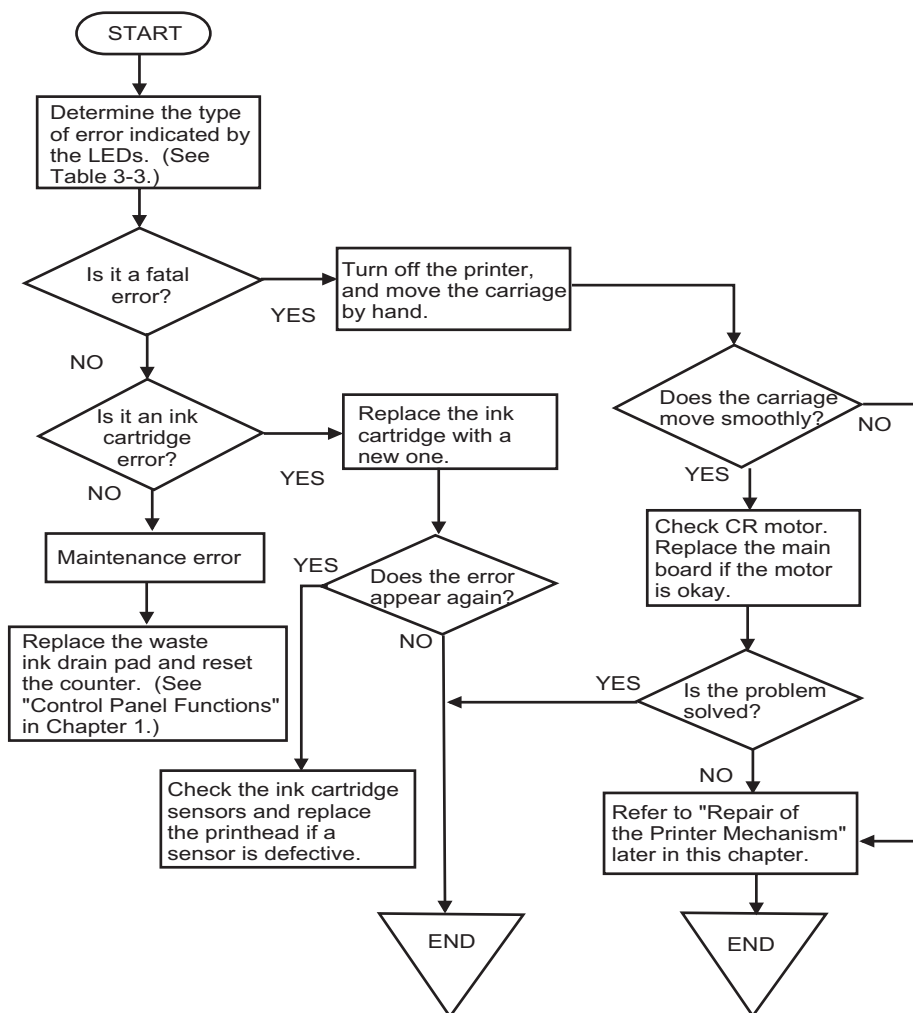 START
Determine the type
of error indicated by
the LEDs. (See
Table 3-3.)
Is it a fatal
error?
YES
NO
Turn off the printer,
and move the carriage
by hand.
Does the carriage
move smoothly?
NO
YES
Is it an ink
cartridge
error?
YES
NO
Replace the ink
cartridge with a
new one.
Check CR motor.
Replace the main
board if the motor
is okay.
Maintenance error
YES
Does the error
appear again?
NO
Replace the waste
ink drain pad and reset
the counter. (See
"Control Panel Functions"
in Chapter 1.)
YES
Is the problem
solved?
NO
Check the ink cartridge
sensors and replace
the printhead if a
sensor is defective.
Refer to "Repair of
the Printer Mechanism"
later in this chapter.
END
END